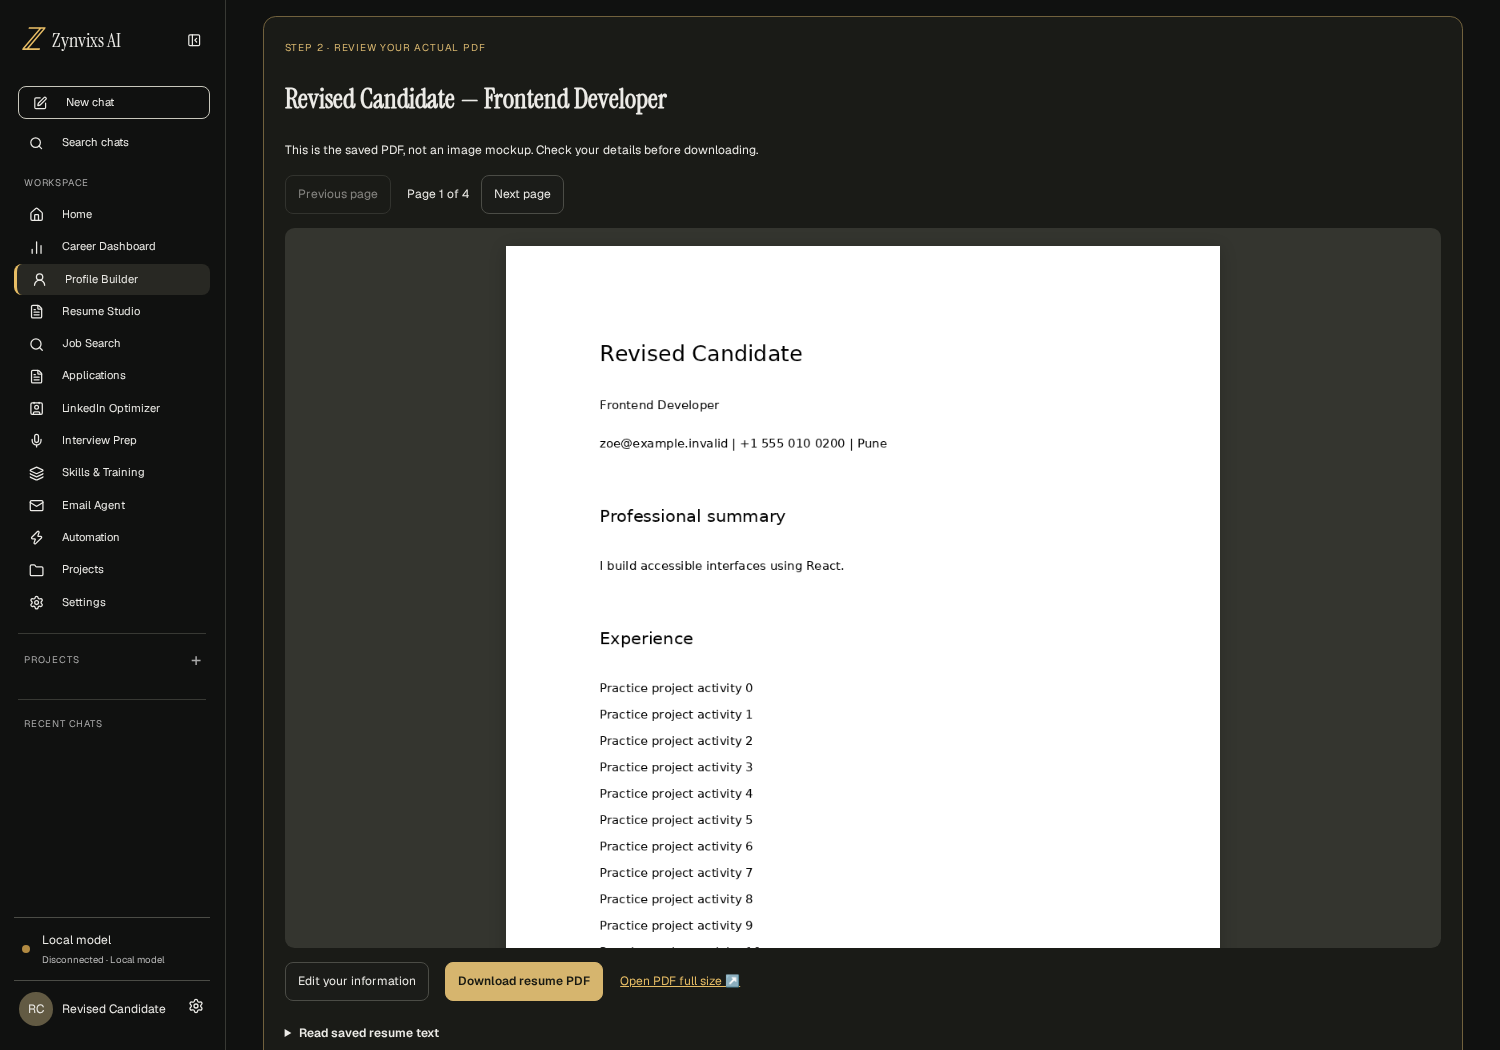 Zynvixs AI
New chat
Search chats
WORKSPACE
Home
Career Dashboard
Profile Builder
Resume Studio
Job Search
Applications
LinkedIn Optimizer
Interview Prep
Skills & Training
Email Agent
Automation
Projects
Settings
PROJECTS
RECENT CHATS
Local model
Disconnected · Local model
RC Revised Candidate
STEP 2 · REVIEW YOUR ACTUAL PDF
Revised Candidate — Frontend Developer
This is the saved PDF, not an image mockup. Check your details before downloading.
Previous page Page 1 of 4 Next page
Revised Candidate
Frontend Developer
zoe@example.invalid | +1 555 010 0200 | Pune
Professional summary
I build accessible interfaces using React.
Experience
Practice project activity 0
Practice project activity 1
Practice project activity 2
Practice project activity 3
Practice project activity 4
Practice project activity 5
Practice project activity 6
Practice project activity 7
Practice project activity 8
Practice project activity 9
Edit your information Download resume PDF Open PDF full size ↗
Read saved resume text